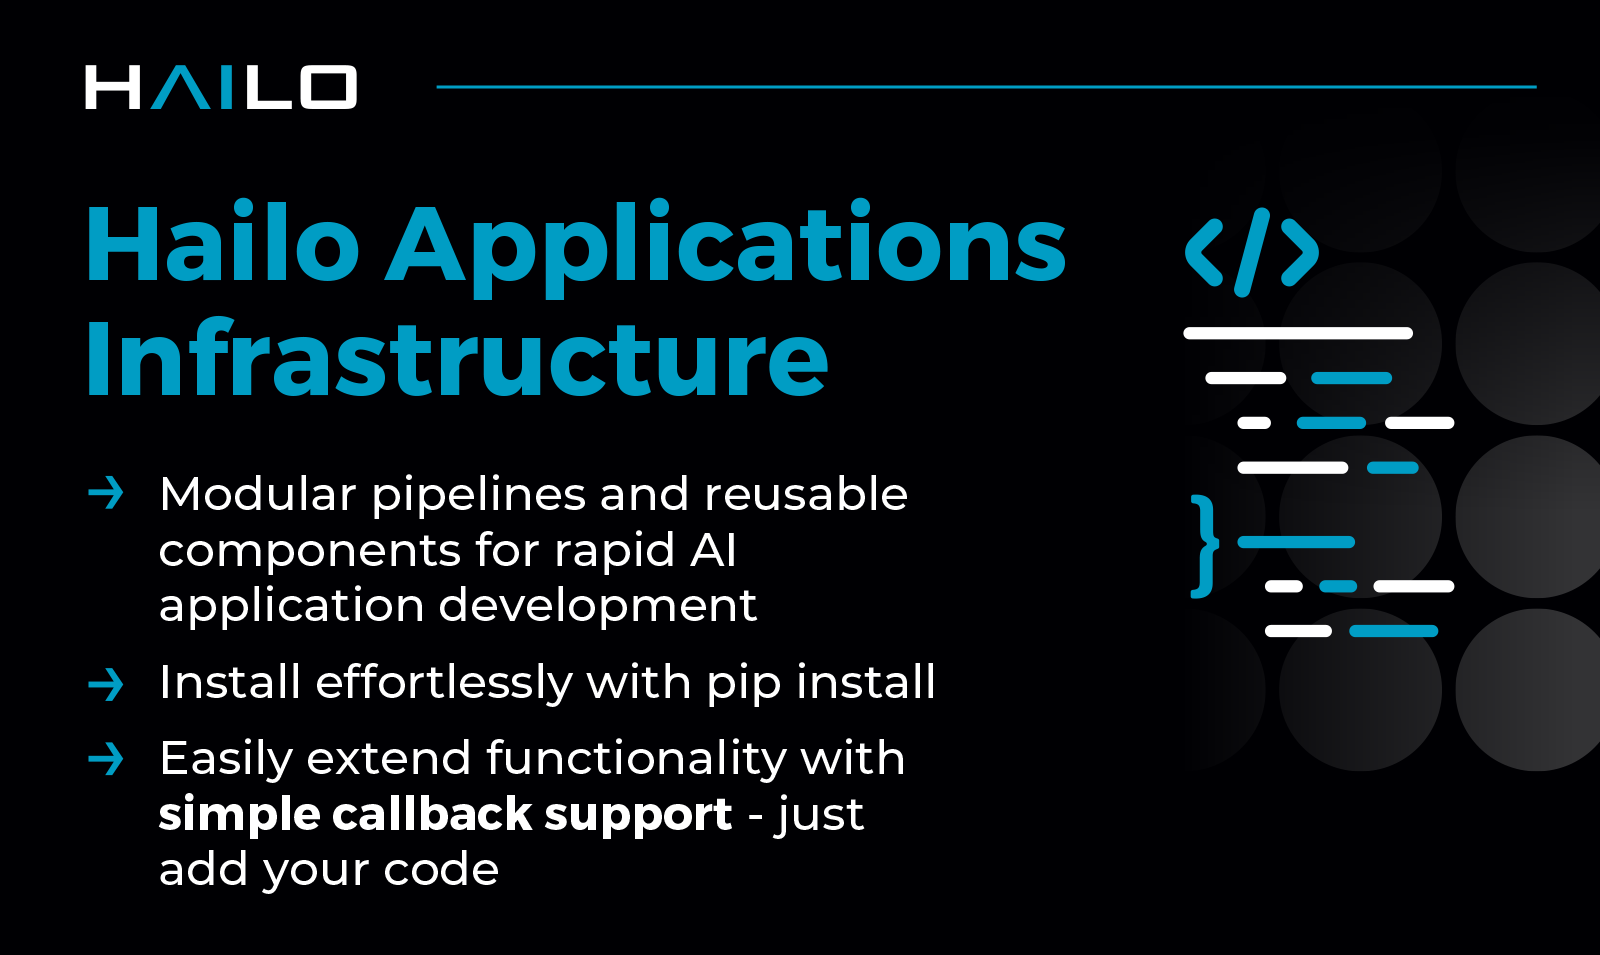 HAILO
Hailo Applications
Infrastructure
</>
→ Modular pipelines and reusable
components for rapid AI
application development
}
→ Install effortlessly with pip install
→ Easily extend functionality with
simple callback support - just
add your code